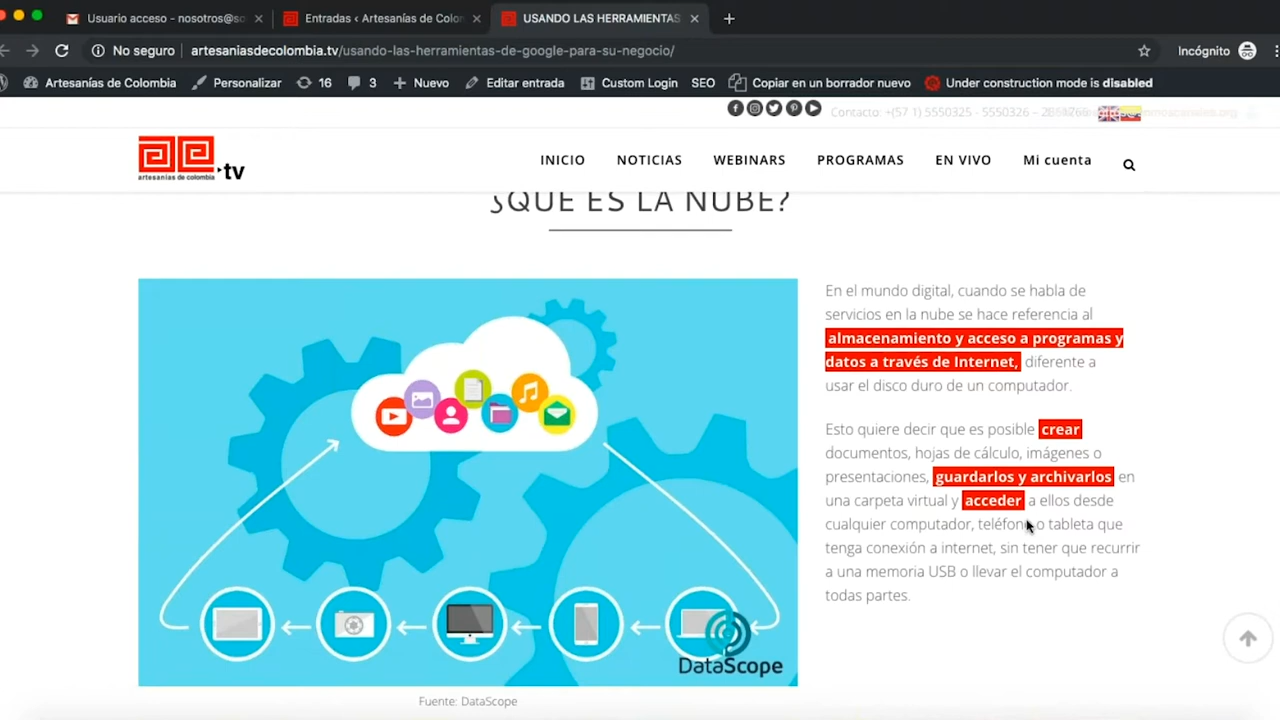 Usuario acceso - nosotros@so
Entradas ‹ Artesanías de Colon
USANDO LAS HERRAMIENTAS
No seguro
artesaniasdecolombia.tv/usando-las-herramientas-de-google-para-su-negocio/
Incógnito
Artesanías de Colombia
Personalizar
16
3
Nuevo
Editar entrada
Custom Login
SEO
Copiar en un borrador nuevo
Under construction mode is disabled
Contacto: +(57 1) 5550325 - 5550326 –
artesanías de colombia
tv
INICIO
NOTICIAS
WEBINARS
PROGRAMAS
EN VIVO
Mi cuenta
¿QUE ES LA NUBE?
En el mundo digital, cuando se habla de
servicios en la nube se hace referencia al
almacenamiento y acceso a programas y
datos a través de Internet, diferente a
usar el disco duro de un computador.
Esto quiere decir que es posible crear
documentos, hojas de cálculo, imágenes o
presentaciones, guardarlos y archivarlos en
una carpeta virtual y acceder a ellos desde
cualquier computador, teléfono o tableta que
tenga conexión a internet, sin tener que recurrir
a una memoria USB o llevar el computador a
todas partes.
DataScope
Fuente: DataScope